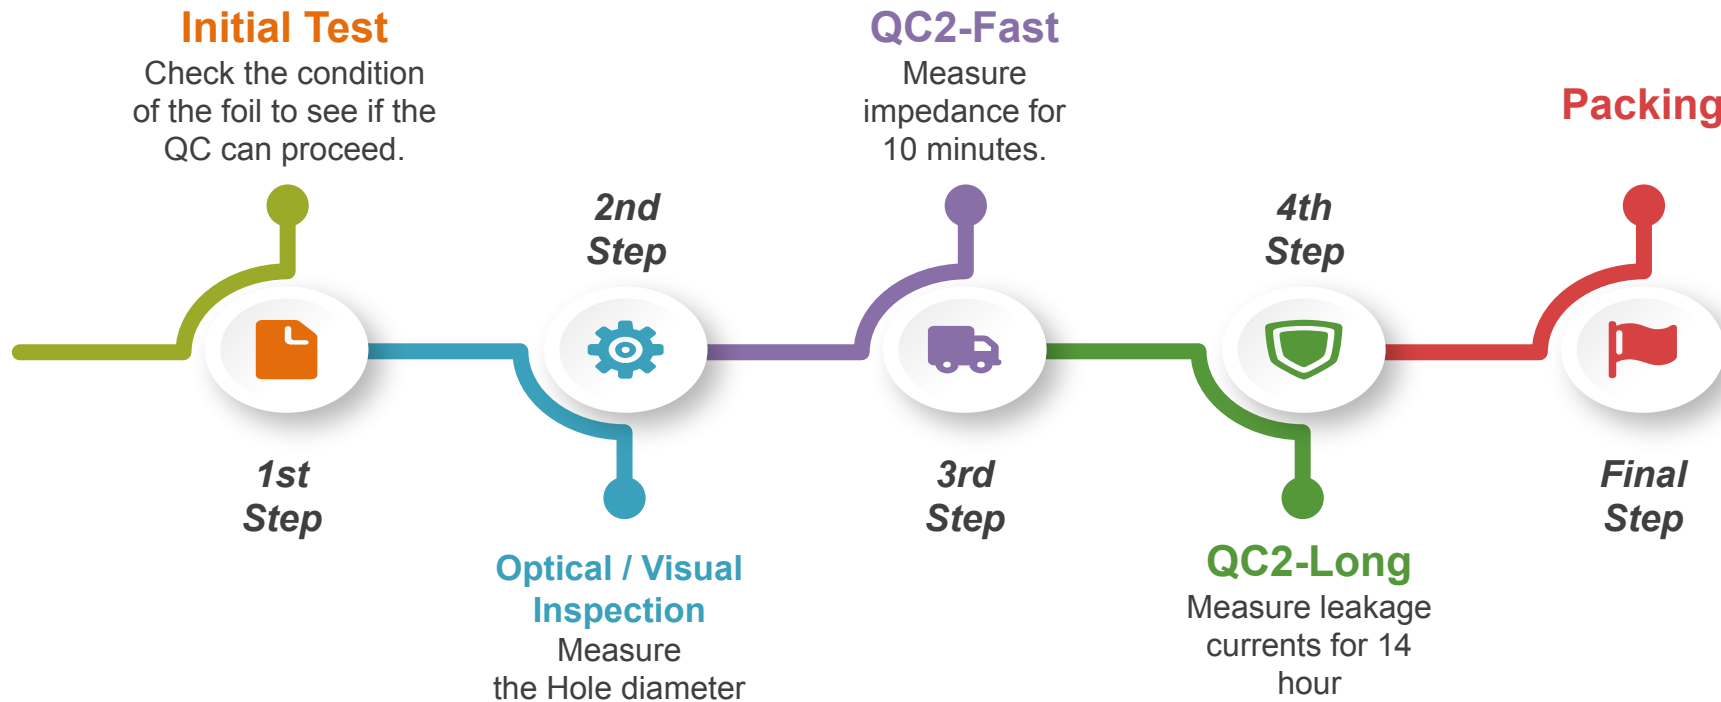 Initial Test
Check the condition
of the foil to see if the
QC can proceed.
1st
Step
2nd
Step
Optical / Visual
Inspection
Measure
the Hole diameter
QC2-Fast
Measure
impedance for
10 minutes.
3rd
Step
4th
Step
QC2-Long
Measure leakage
currents for 14
hour
Packing
Final
Step